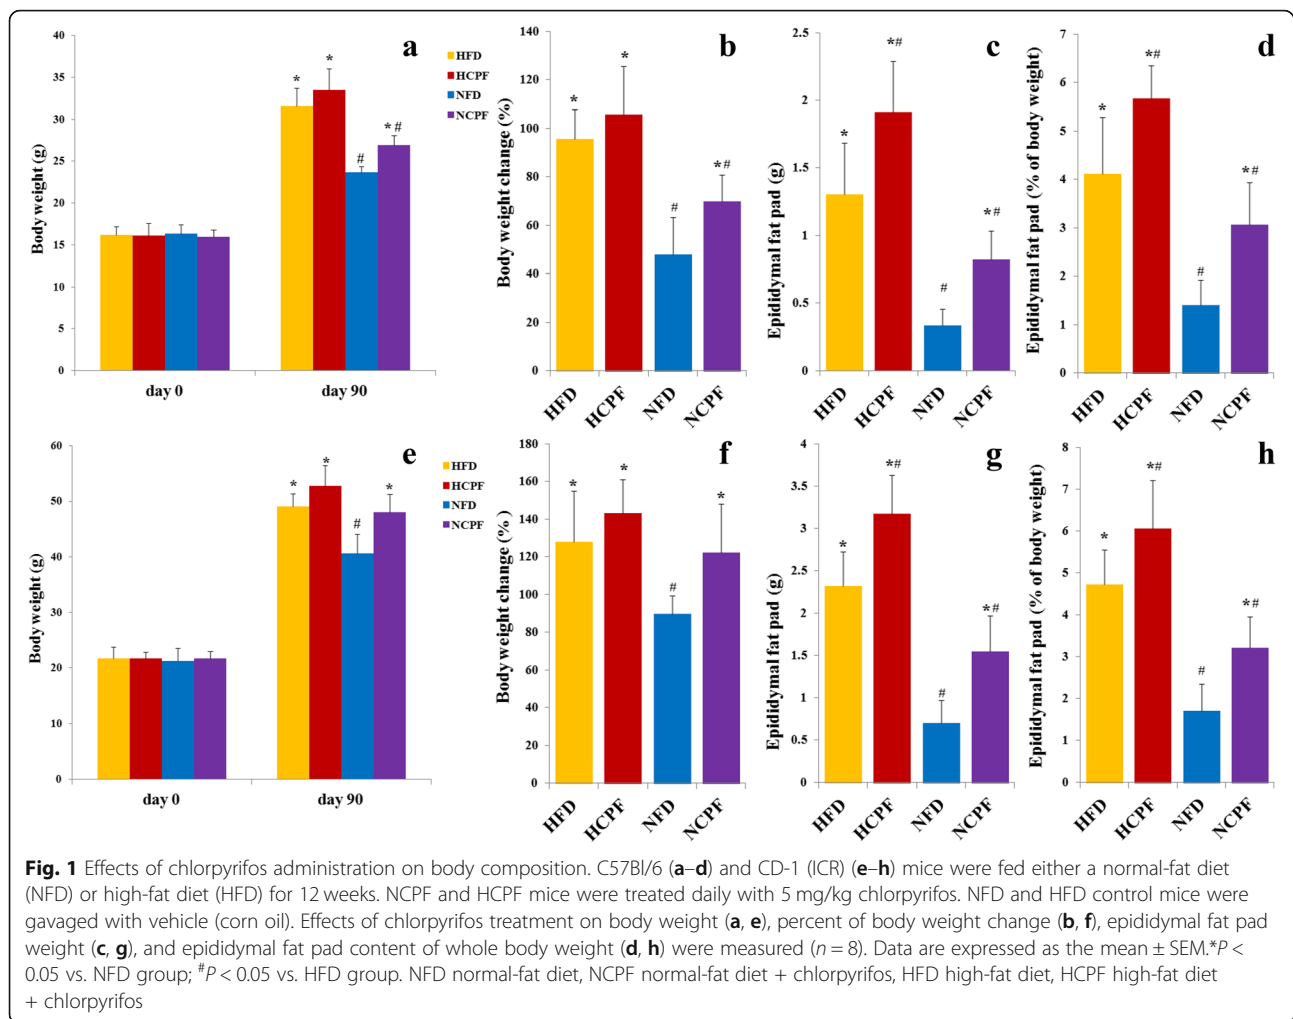 a
Body weight (g)
40
35
30
25
20
15
10
5
0
* * # *#
day 0 day 90
HFD
HCPF
NFD
NCPF
b
Body weight change (%)
140
120
100
80
60
40
20
0
* * # *#
HFD HCPF NFD NCPF
c
Epididymal fat pad (g)
2.5
2
1.5
1
0.5
0
* *# # *#
HFD HCPF NFD NCPF
d
Epididymal fat pad (% of body weight)
7
6
5
4
3
2
1
0
* *# # *#
HFD HCPF NFD NCPF
e
Body weight (g)
60
50
40
30
20
10
0
* * # *
day 0 day 90
HFD
HCPF
NFD
NCPF
f
Body weight change (%)
180
160
140
120
100
80
60
40
20
0
* * # *
HFD HCPF NFD NCPF
g
Epididymal fat pad (g)
4
3.5
3
2.5
2
1.5
1
0.5
0
* *# # *#
HFD HCPF NFD NCPF
h
Epididymal fat pad (% of body weight)
8
7
6
5
4
3
2
1
0
* *# # *#
HFD HCPF NFD NCPF
Fig. 1 Effects of chlorpyrifos administration on body composition. C57Bl/6 (a–d) and CD-1 (ICR) (e–h) mice were fed either a normal-fat diet
(NFD) or high-fat diet (HFD) for 12 weeks. NCPF and HCPF mice were treated daily with 5 mg/kg chlorpyrifos. NFD and HFD control mice were
gavaged with vehicle (corn oil). Effects of chlorpyrifos treatment on body weight (a, e), percent of body weight change (b, f), epididymal fat pad
weight (c, g), and epididymal fat pad content of whole body weight (d, h) were measured (n = 8). Data are expressed as the mean ± SEM.*P <
0.05 vs. NFD group; #P < 0.05 vs. HFD group. NFD normal-fat diet, NCPF normal-fat diet + chlorpyrifos, HFD high-fat diet, HCPF high-fat diet
+ chlorpyrifos